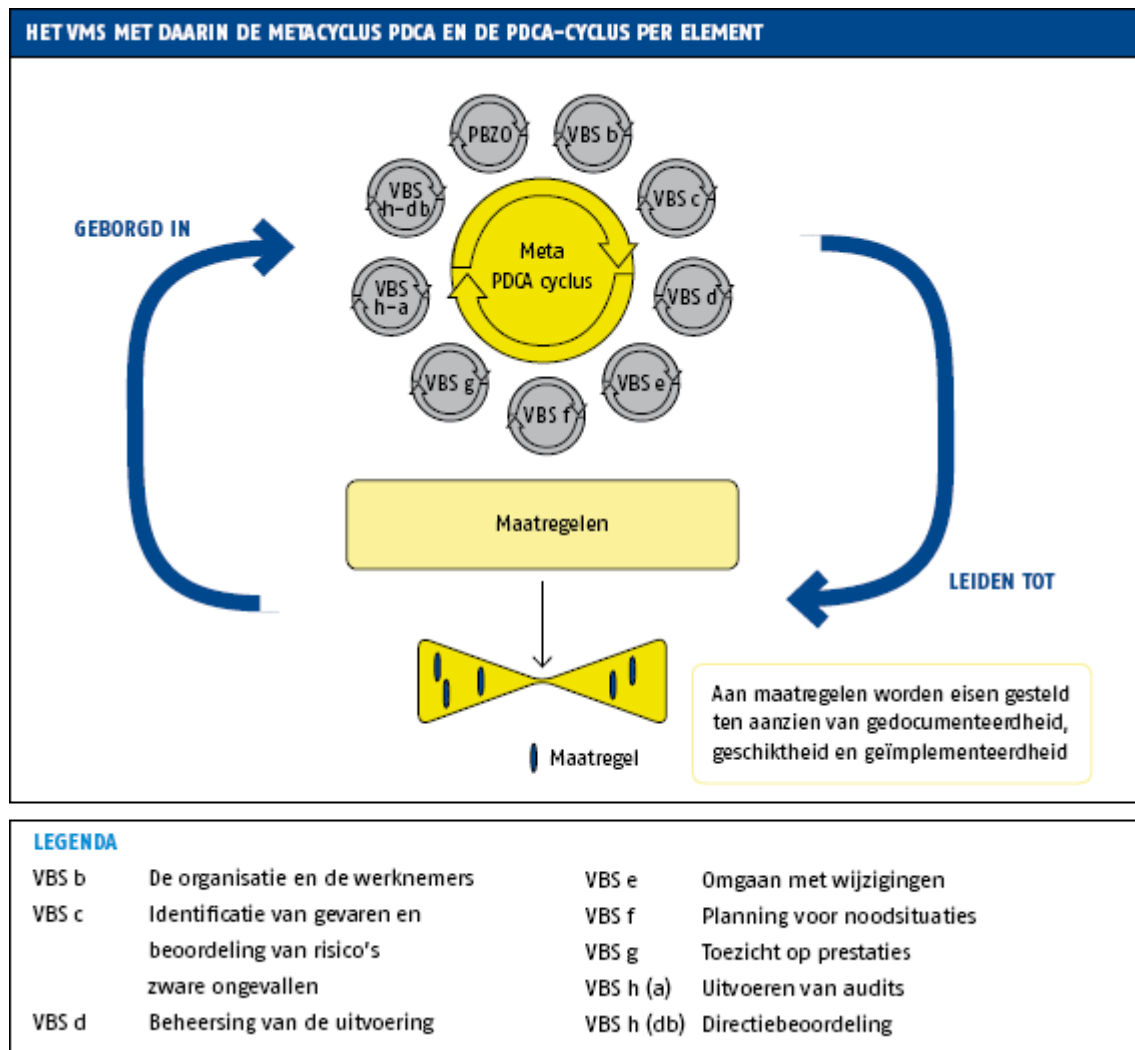 HET VMS MET DAARIN DE METACYCLUS PDCA EN DE PDCA-CYCLUS PER ELEMENT
PBZO
VBS b
VBS h-db
VBS c
GEBORGD IN
Meta
PDCA cyclus
VBS h-a
VBS d
VBS g
VBS e
VBS f
Maatregelen
LEIDEN TOT
Aan maatregelen worden eisen gesteld
ten aanzien van gedocumenteerdheid,
geschiktheid en geïmplementeerdheid
Maatregel
LEGENDA
VBS b De organisatie en de werknemers
VBS c Identificatie van gevaren en
beoordeling van risico's
zware ongevallen
VBS d Beheersing van de uitvoering
VBS e Omgaan met wijzigingen
VBS f Planning voor noodsituaties
VBS g Toezicht op prestaties
VBS h (a) Uitvoeren van audits
VBS h (db) Directiebeoordeling